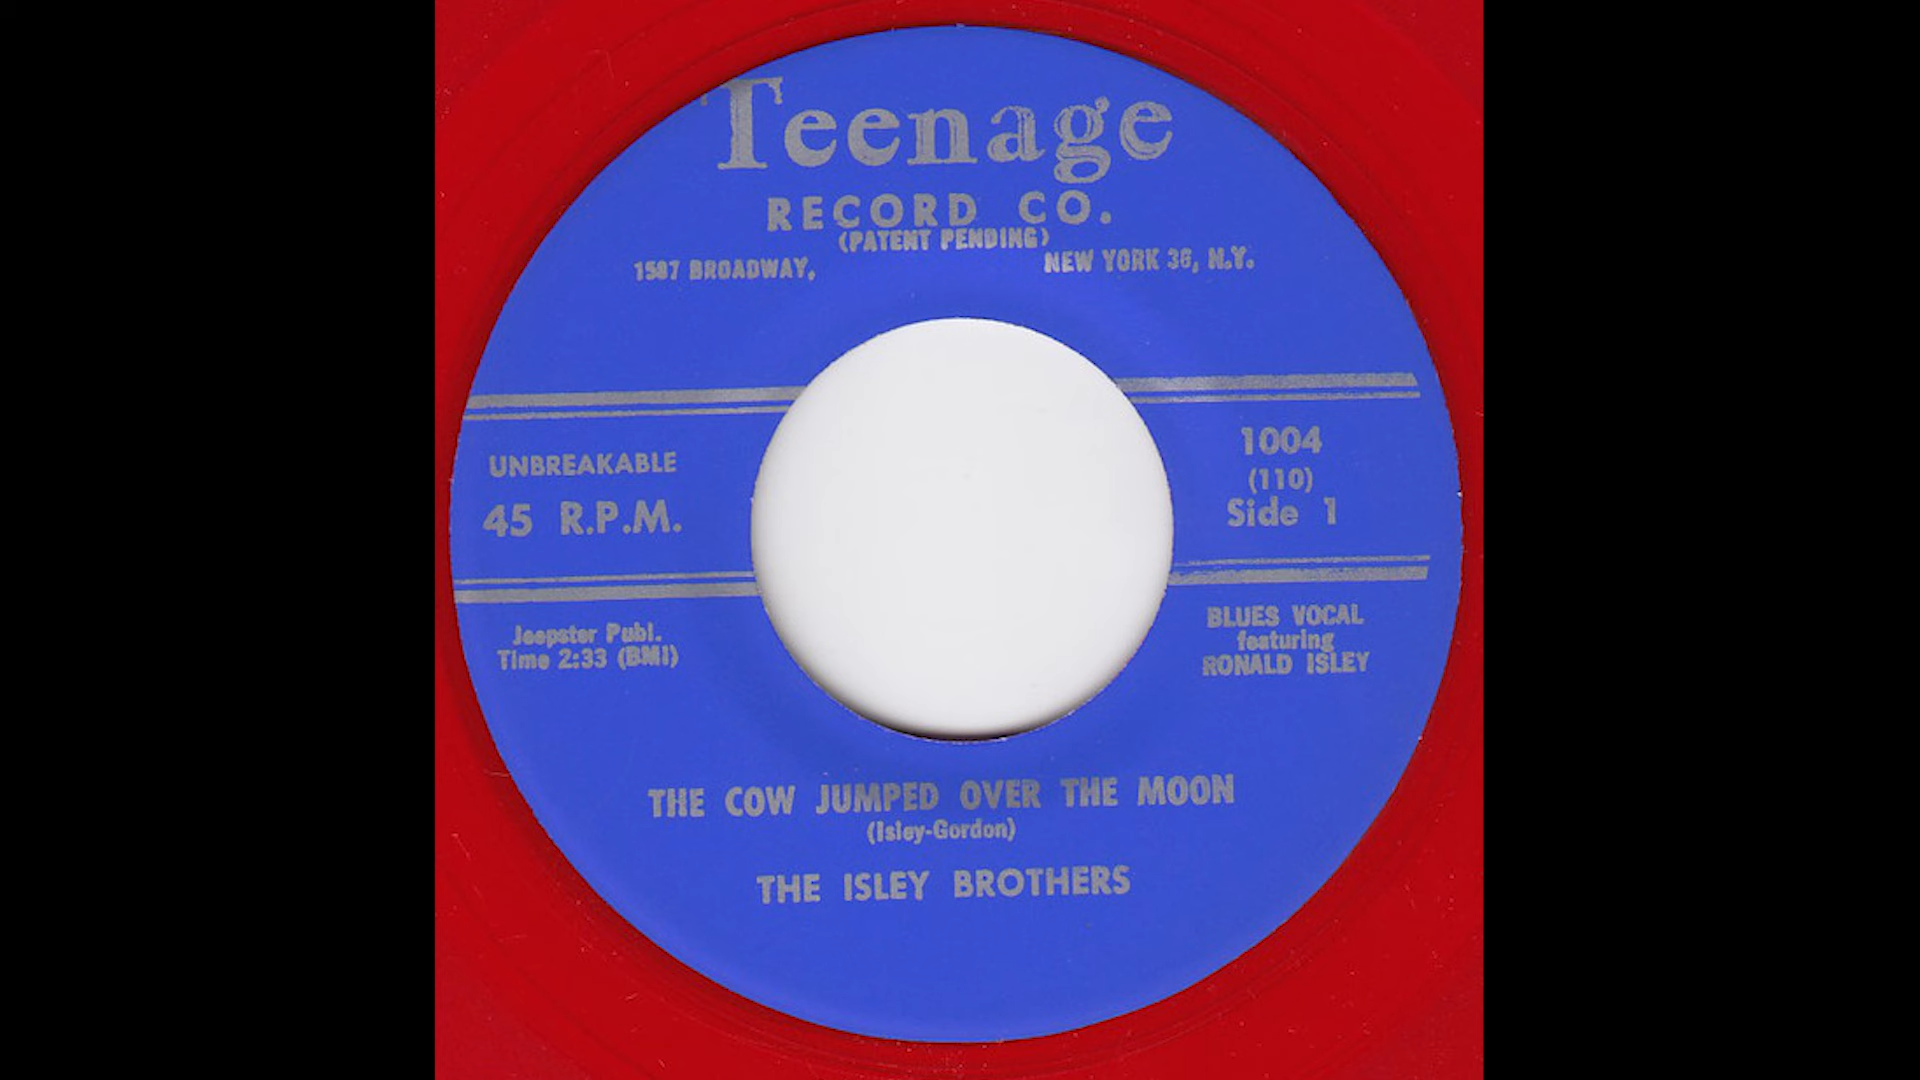 Teenage
RECORD CO.
(PATENT PENDING)
1587 BROADWAY, NEW YORK 36, N.Y.
UNBREAKABLE
45 R.P.M.
1004
(110)
Side 1
Jeepster Publ.
Time 2:33 (BMI)
BLUES VOCAL
featuring
RONALD ISLEY
THE COW JUMPED OVER THE MOON
(Isley-Gordon)
THE ISLEY BROTHERS